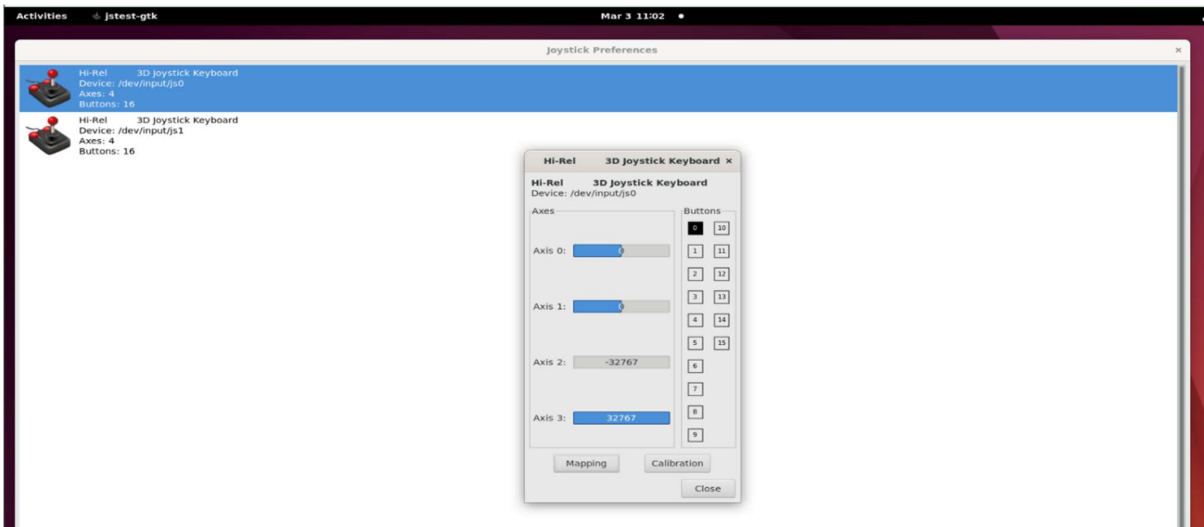 Activities jstest-gtk Mar 3 11:02
Joystick Preferences ×
Hi-Rel 3D Joystick Keyboard
Device: /dev/input/js0
Axes: 4
Buttons: 16
Hi-Rel 3D Joystick Keyboard
Device: /dev/input/js1
Axes: 4
Buttons: 16
Hi-Rel 3D Joystick Keyboard ×
Hi-Rel 3D Joystick Keyboard
Device: /dev/input/js0
Axes
Axis 0: 0
Axis 1: 0
Axis 2: -32767
Axis 3: 32767
Buttons
0 10
1 11
2 12
3 13
4 14
5 15
6
7
8
9
Mapping Calibration
Close